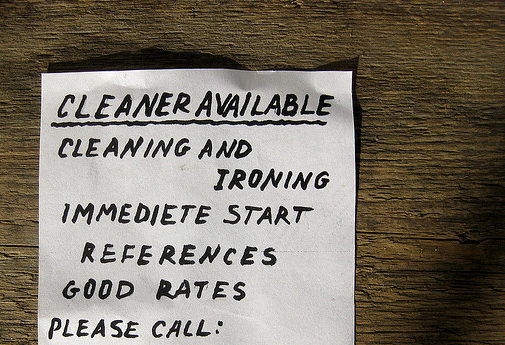 CLEANER AVAILABLE
CLEANING AND
IRONING
IMMEDIETE START
REFERENCES
GOOD RATES
PLEASE CALL: